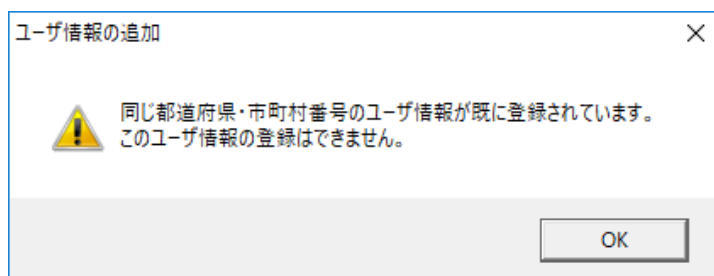 ユーザ情報の追加
同じ都道府県・市町村番号のユーザ情報が既に登録されています。
このユーザ情報の登録はできません。
OK